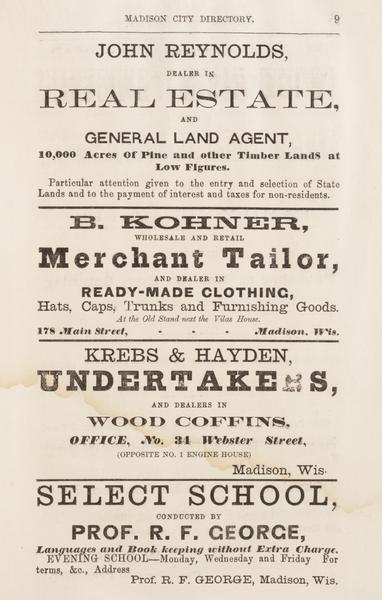 MADISON CITY DIRECTORY. 9
JOHN REYNOLDS,
DEALER IN
REAL ESTATE,
AND
GENERAL LAND AGENT,
10,000 Acres Of Pine and other Timber LandS at
Low Figures.
Particular attention given to the entry and selection of State
Lands and to the payment of interest and taxes for non-residents.
B. KOHNER,
WHOLESALE AND RETAIL
Merchant Tailor,
AND DEALER IN
READY-MADE CLOTHING,
Hats, Caps, Trunks and Furnishing Goods.
At the Old Stand next the Vilas House.
178 Main Street, - - - Madison, Wis.
KREBS & HAYDEN,
UNDERTAKERS,
AND DEALERS IN
WOOD COFFINS,
OFFICE, No. 34 Webster Street,
(OPPOSITE NO. 1 ENGINE HOUSE)
Madison, Wis.
SELECT SCHOOL,
CONDUCTED BY
PROF. R. F. GEORGE,
Languages and Book keeping without Extra Charge.
EVENING SCHOOL—Monday, Wednesday and Friday For
terms, &c., Address
Prof. R. F. GEORGE, Madison, Wis.